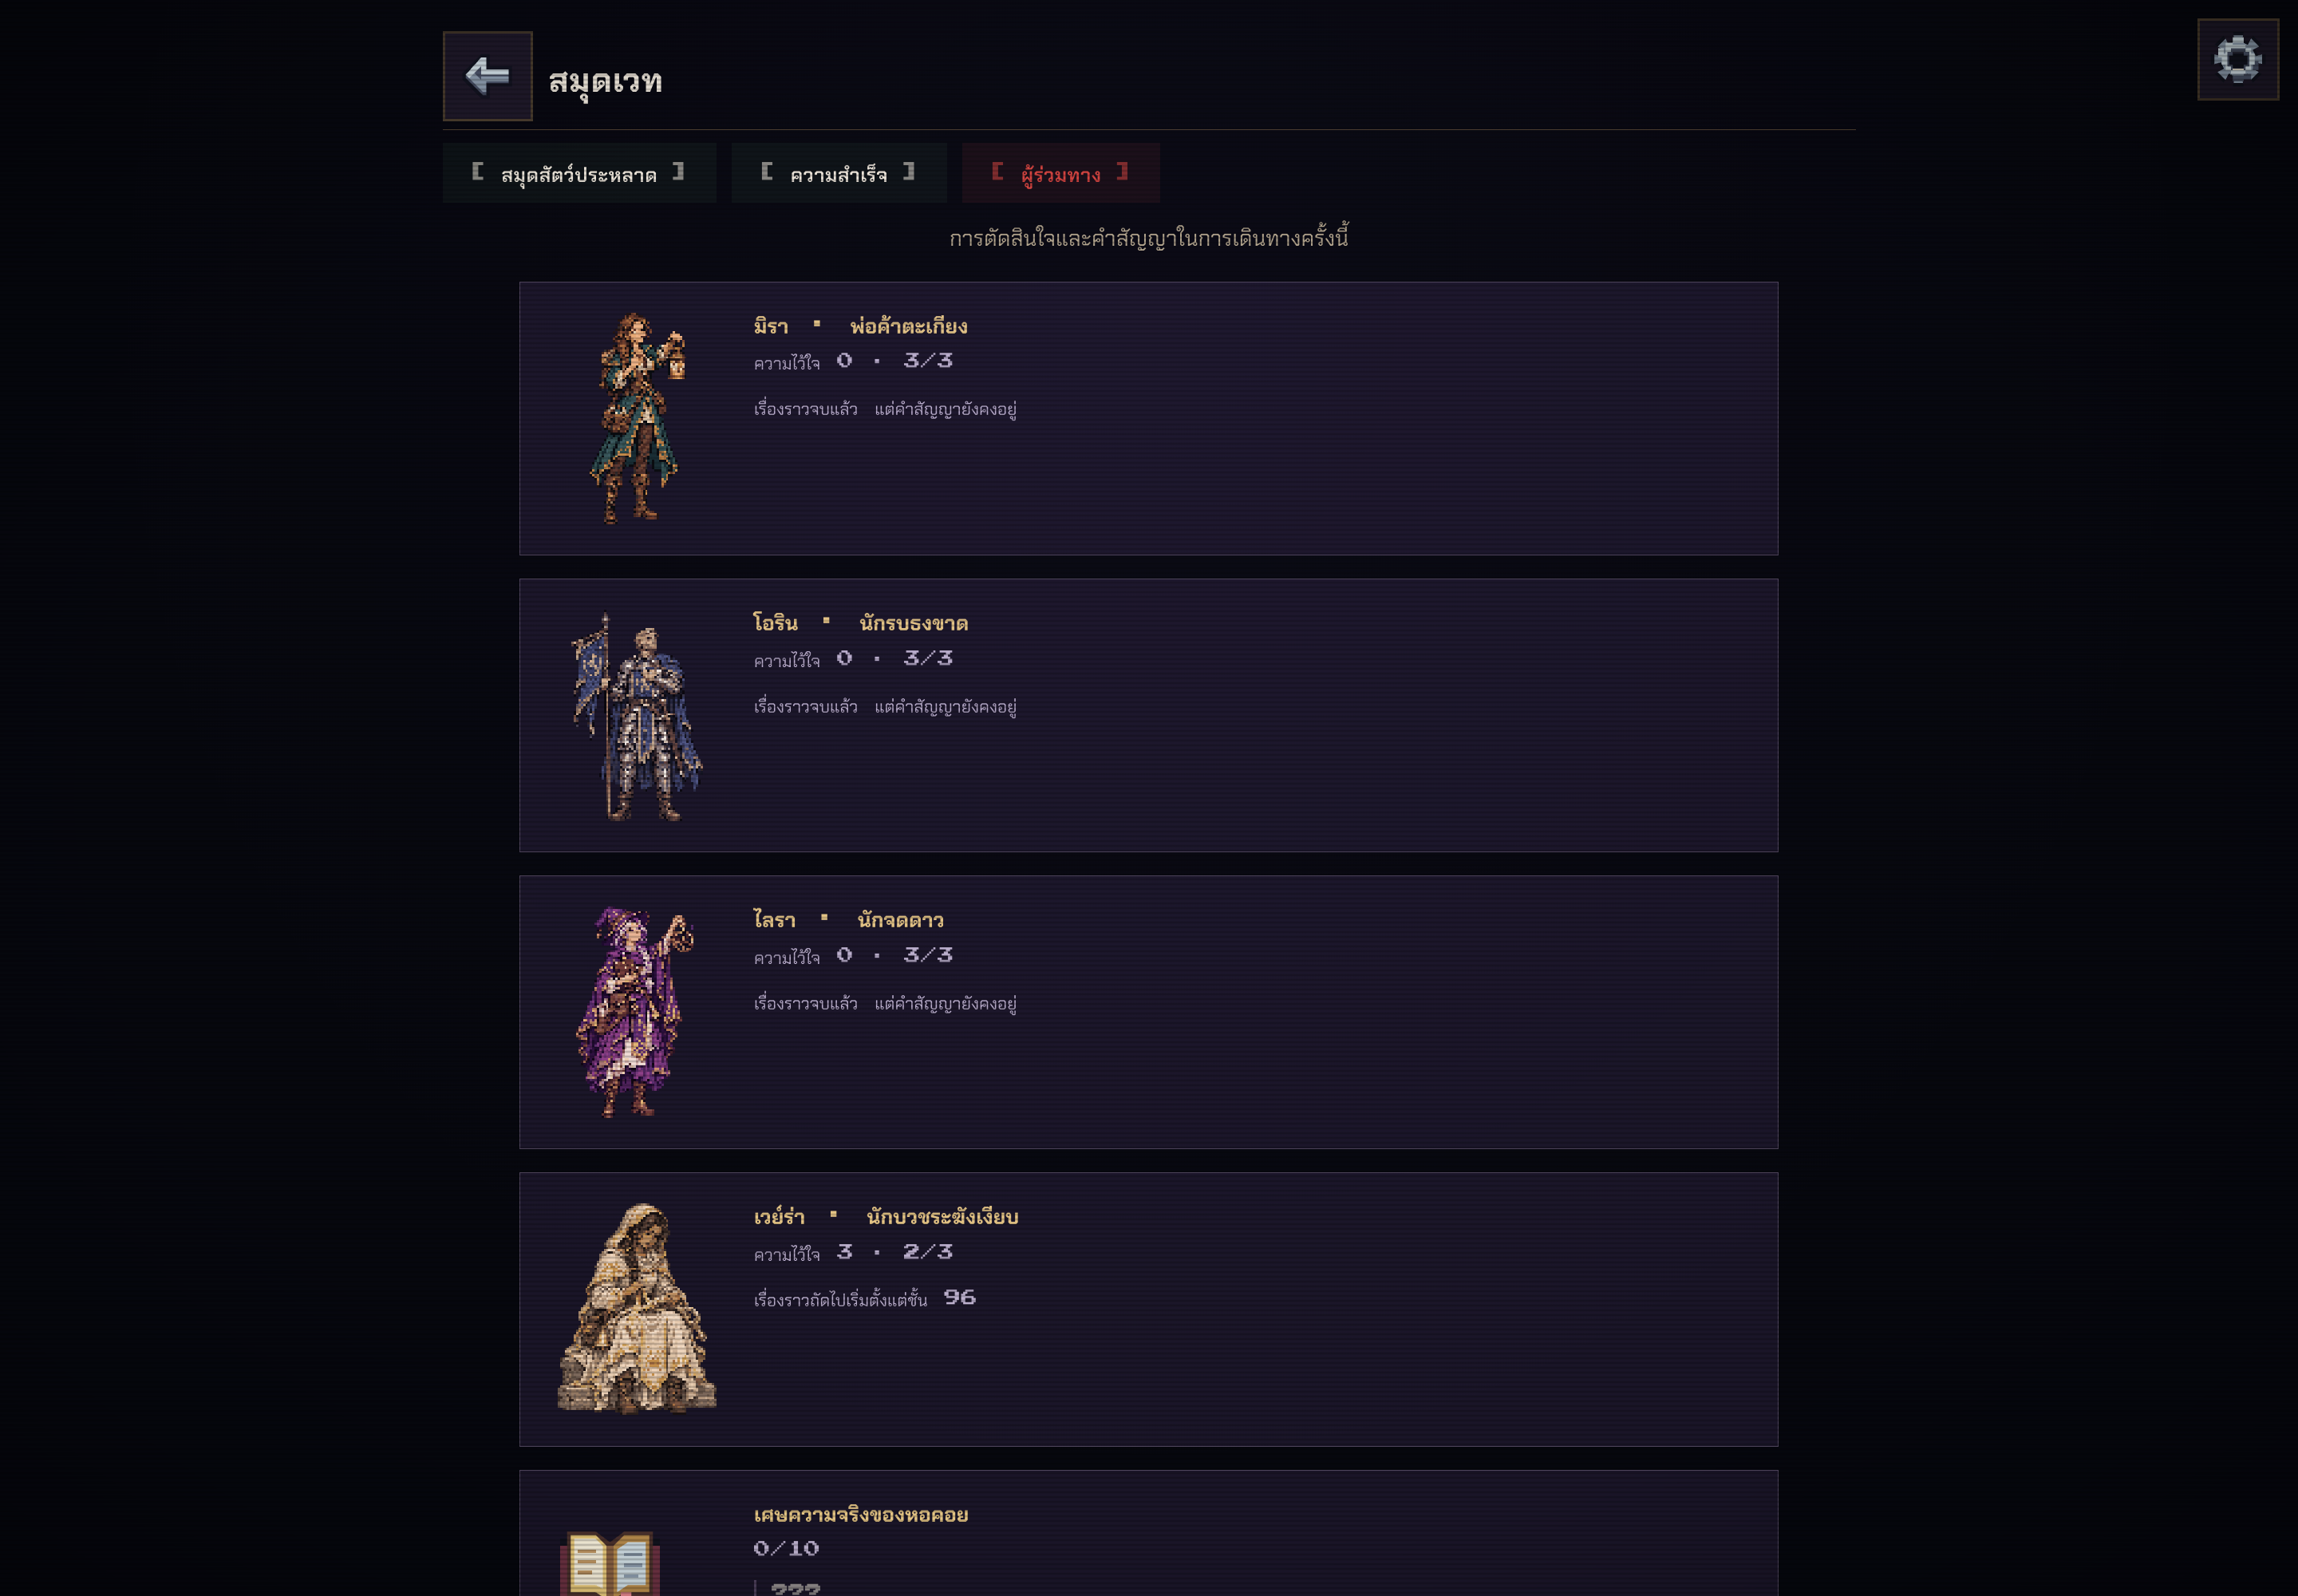 สมุดเวท
[ สมุดสัตว์ประหลาด ] [ ความสำเร็จ ] [ ผู้ร่วมทาง ]
การตัดสินใจและคำสัญญาในการเดินทางครั้งนี้
มิรา · พ่อค้าตะเกียง
ความไว้ใจ 0 · 3/3
เรื่องราวจบแล้ว แต่คำสัญญายังคงอยู่
โอริน · นักรบธงขาด
ความไว้ใจ 0 · 3/3
เรื่องราวจบแล้ว แต่คำสัญญายังคงอยู่
ไลรา · นักจดดาว
ความไว้ใจ 0 · 3/3
เรื่องราวจบแล้ว แต่คำสัญญายังคงอยู่
เวย์ร่า · นักบวชระฆังเงียบ
ความไว้ใจ 3 · 2/3
เรื่องราวถัดไปเริ่มตั้งแต่ชั้น 96
เศษความจริงของหอคอย
0/10
???